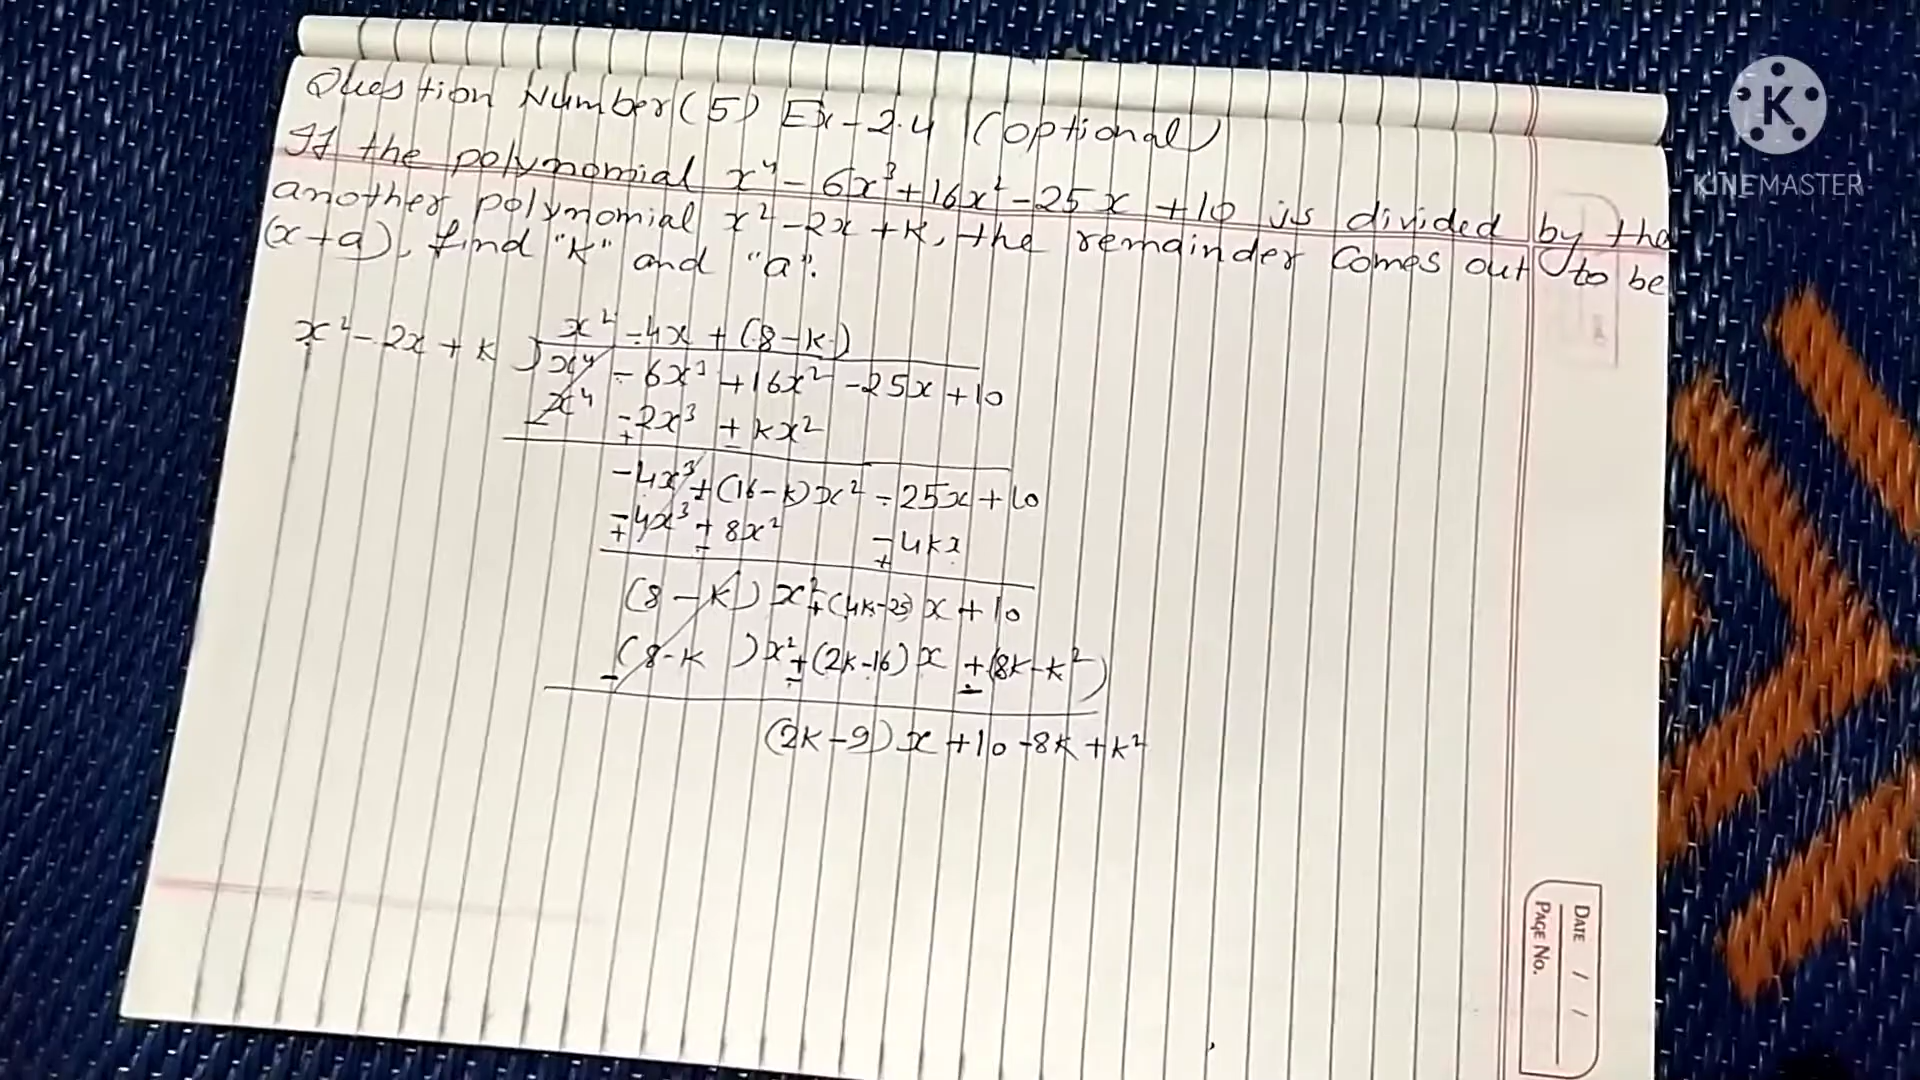 Question Number (5) Ex-2.4 (optional)
If the polynomial x⁴ - 6x³ + 16x² - 25x + 10 is divided by the
another polynomial x² - 2x + k, the remainder comes out to be
(x+a), find "k" and "a".
x² - 4x + (8-k)
x² - 2x + k ) x⁴ - 6x³ + 16x² - 25x + 10
x⁴ - 2x³ + kx²
- + -
-4x³ + (16-k)x² - 25x + 10
-4x³ + 8x² - 4kx
+ - +
(8-k)x² + (4k-25)x + 10
(8-k)x² + (2k-16)x + (8k-k²)
- - -
(2k-9)x + 10 - 8k + k²
K
KINEMASTER
DATE / /
PAGE NO.